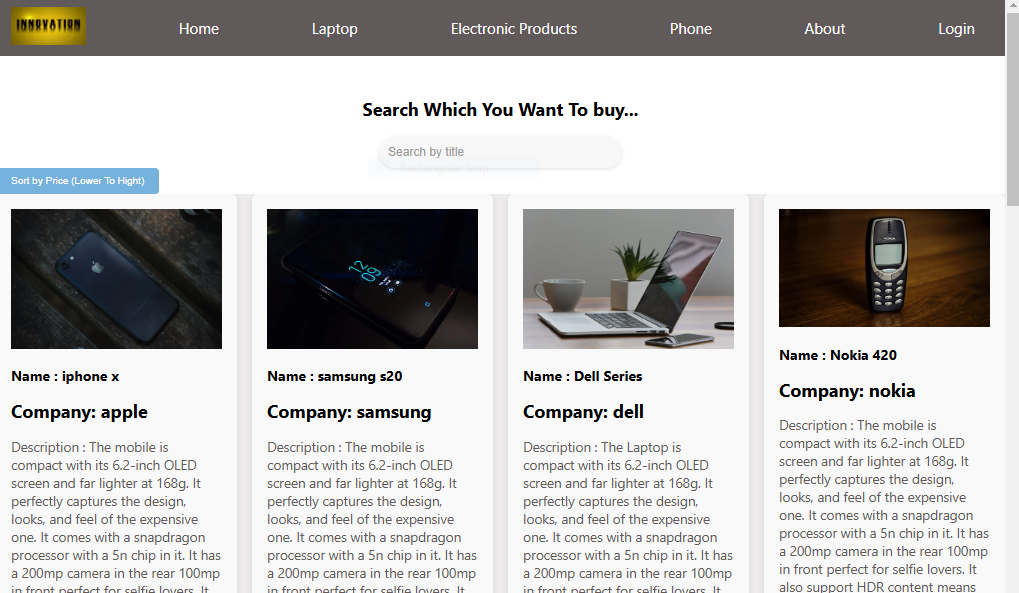 INNOVATION
Home Laptop Electronic Products Phone About Login
Search Which You Want To buy...
Search by title
Rectangular Snip
Sort by Price (Lower To Hight)
12
09
NOKIA
Name : iphone x
Company: apple
Description : The mobile is
compact with its 6.2-inch OLED
screen and far lighter at 168g. It
perfectly captures the design,
looks, and feel of the expensive
one. It comes with a snapdragon
processor with a 5n chip in it. It has
a 200mp camera in the rear 100mp
in front perfect for selfie lovers. It
Name : samsung s20
Company: samsung
Description : The mobile is
compact with its 6.2-inch OLED
screen and far lighter at 168g. It
perfectly captures the design,
looks, and feel of the expensive
one. It comes with a snapdragon
processor with a 5n chip in it. It has
a 200mp camera in the rear 100mp
in front perfect for selfie lovers. It
Name : Dell Series
Company: dell
Description : The Laptop is
compact with its 6.2-inch OLED
screen and far lighter at 168g. It
perfectly captures the design,
looks, and feel of the expensive
one. It comes with a snapdragon
processor with a 5n chip in it. It has
a 200mp camera in the rear 100mp
in front perfect for selfie lovers. It
Name : Nokia 420
Company: nokia
Description : The mobile is
compact with its 6.2-inch OLED
screen and far lighter at 168g. It
perfectly captures the design,
looks, and feel of the expensive
one. It comes with a snapdragon
processor with a 5n chip in it. It has
a 200mp camera in the rear 100mp
in front perfect for selfie lovers. It
also support HDR content means